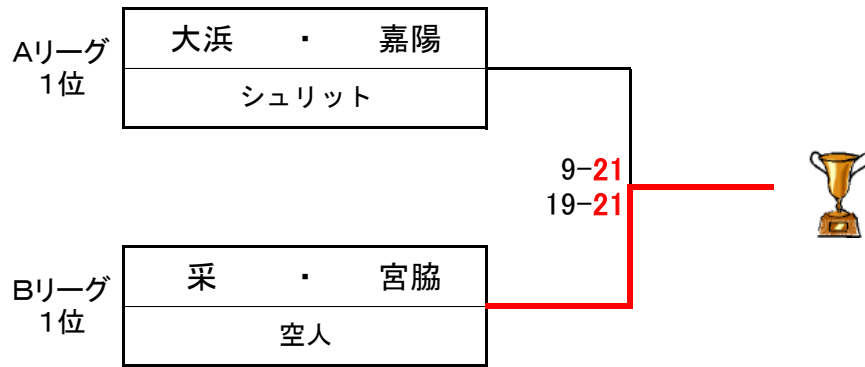 Aリーグ
1位
大浜 ・ 嘉陽
シュリット
9-21
19-21
Bリーグ
1位
采 ・ 宮脇
空人